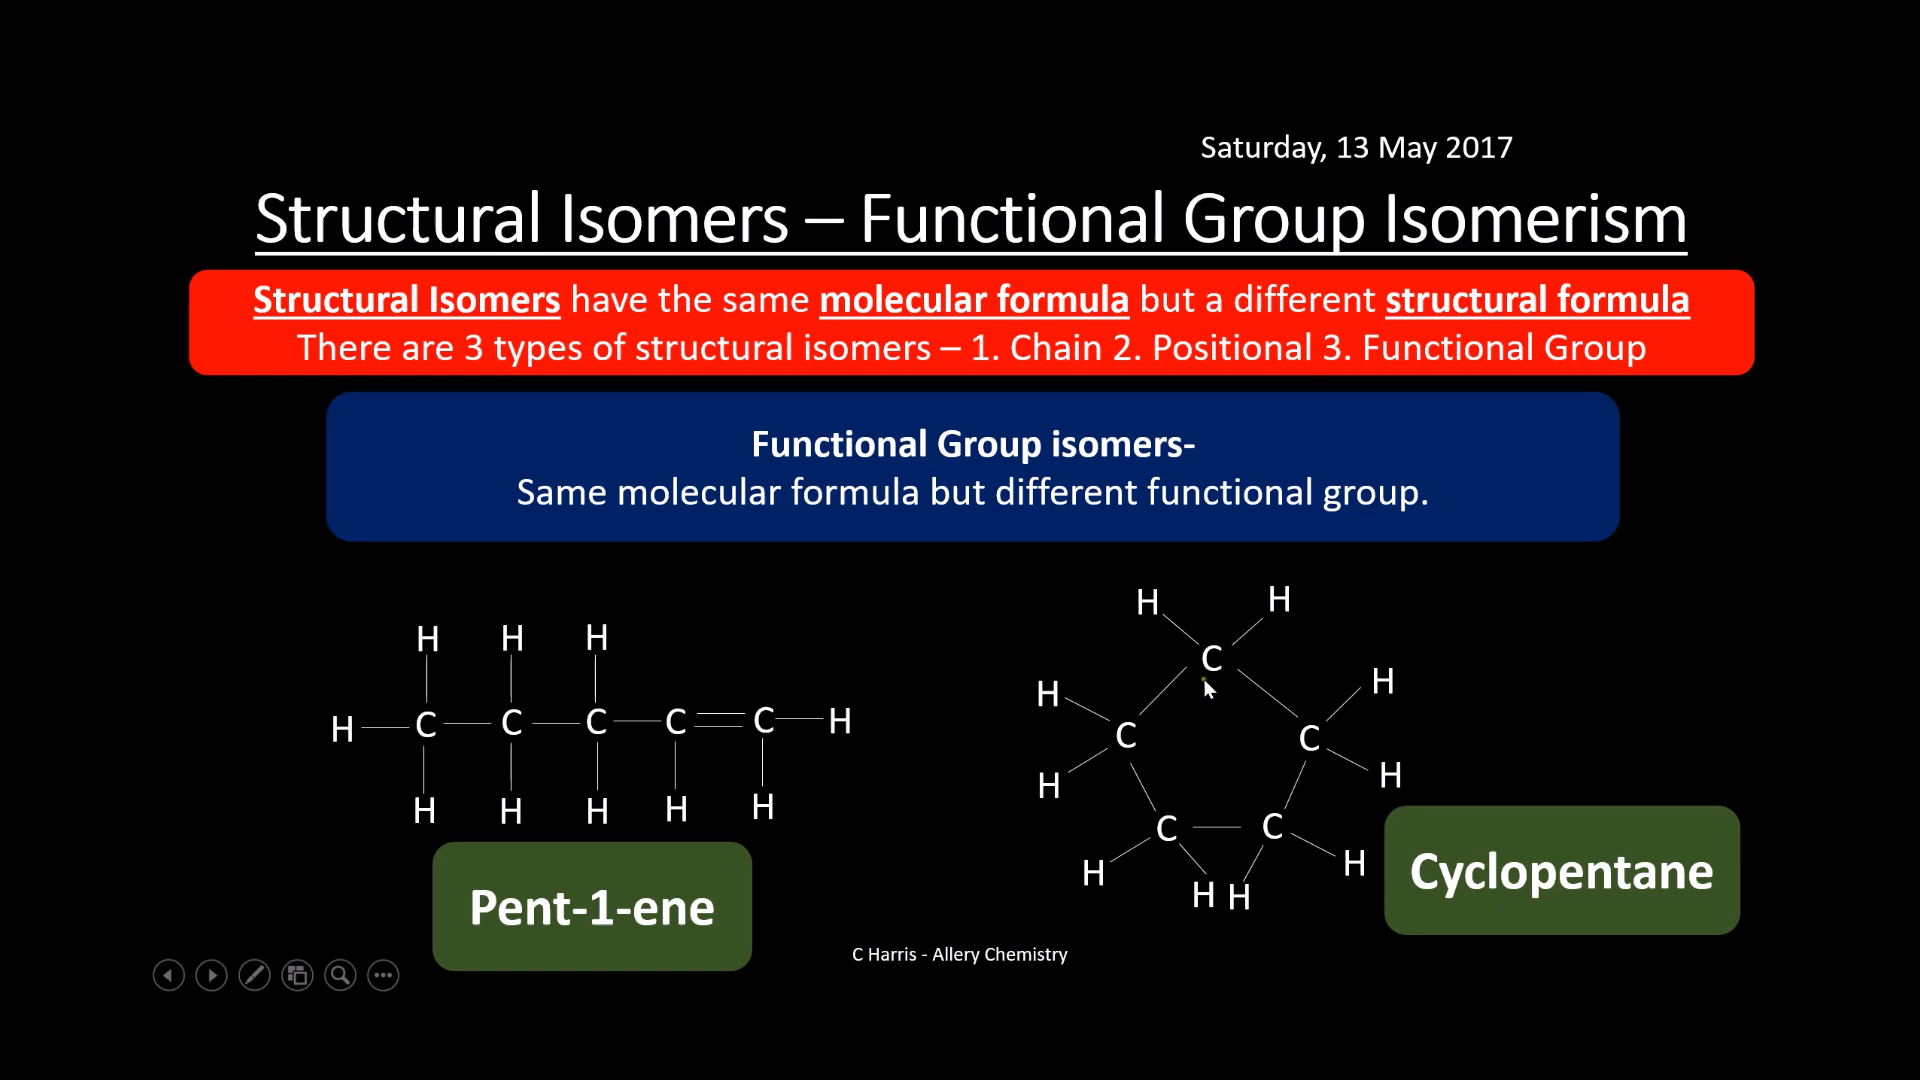 Saturday, 13 May 2017
Structural Isomers – Functional Group Isomerism
Structural Isomers have the same molecular formula but a different structural formula
There are 3 types of structural isomers – 1. Chain 2. Positional 3. Functional Group
Functional Group isomers-
Same molecular formula but different functional group.
H H H
H C C C C C H
H H H H H
Pent-1-ene
H H
C
H H
C C
H H
C C
H H
H H
Cyclopentane
C Harris - Allery Chemistry